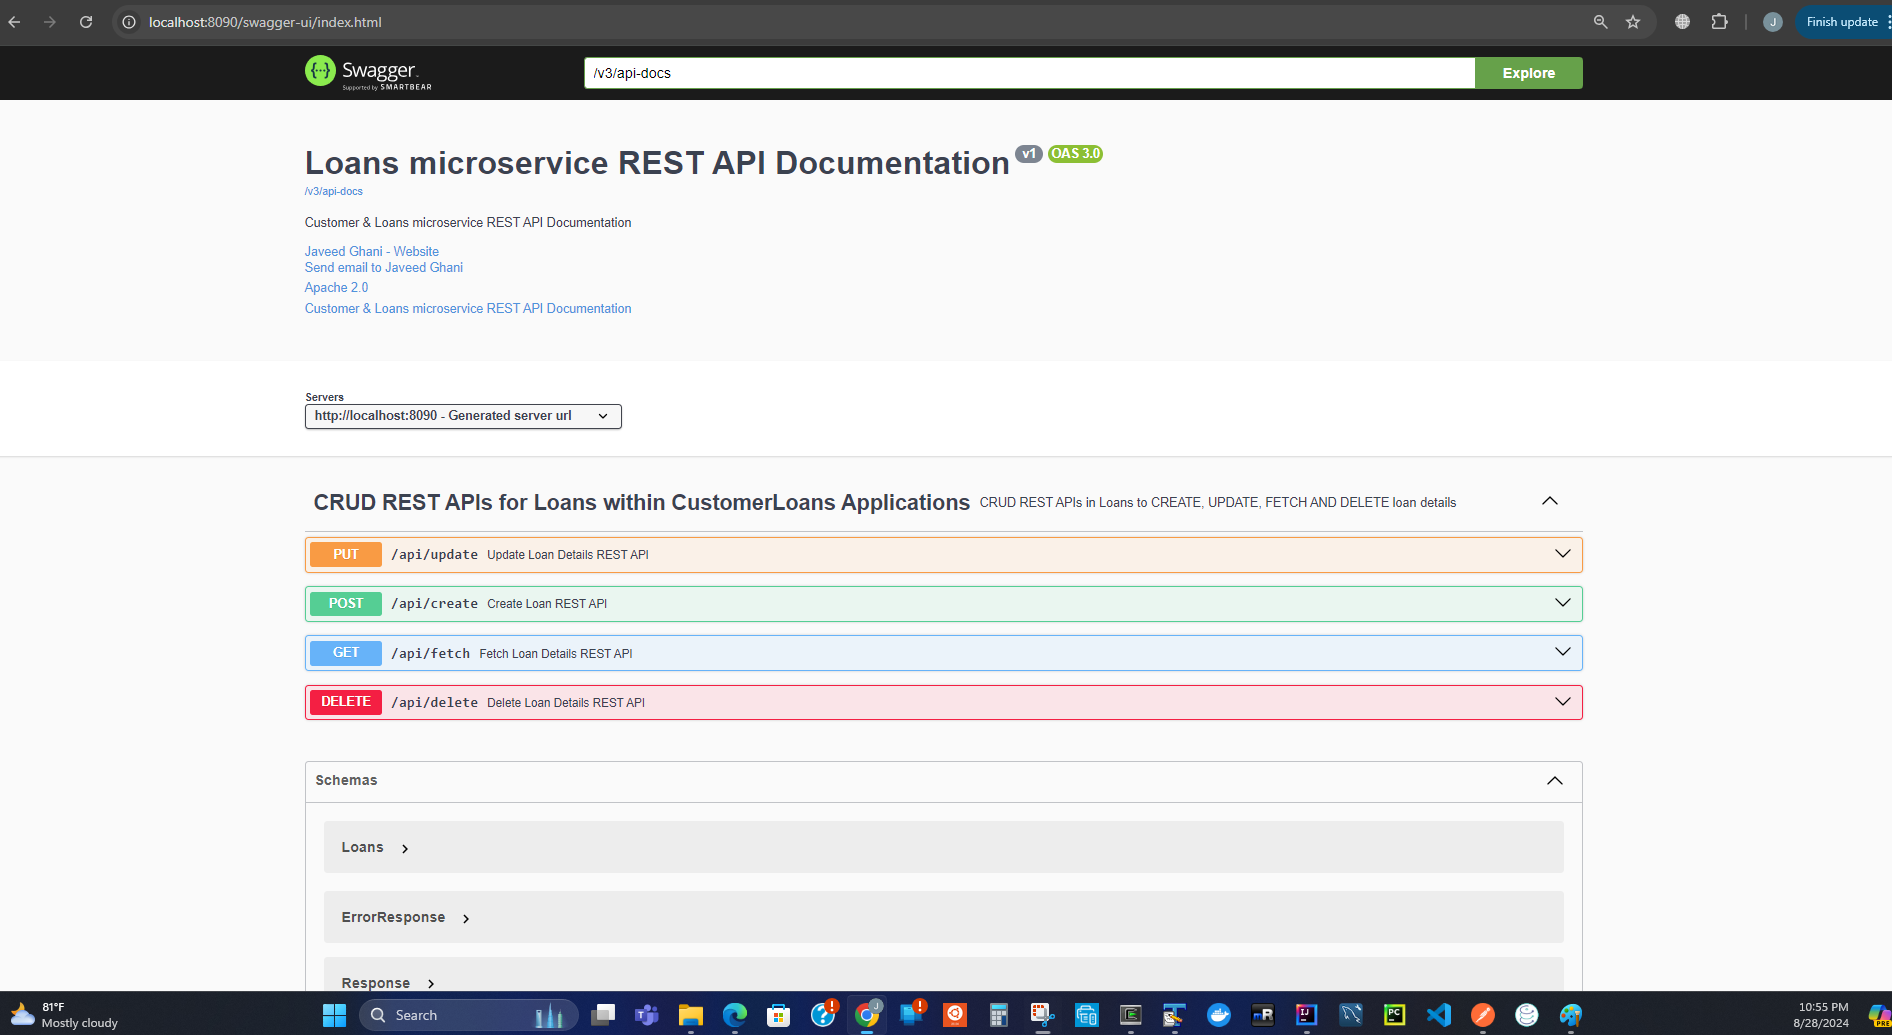 localhost:8090/swagger-ui/index.html
J
Finish update
{···}
Swagger.
Supported by SMARTBEAR
/v3/api-docs
Explore
Loans microservice REST API Documentation v1 OAS 3.0
/v3/api-docs
Customer & Loans microservice REST API Documentation
Javeed Ghani - Website
Send email to Javeed Ghani
Apache 2.0
Customer & Loans microservice REST API Documentation
Servers
http://localhost:8090 - Generated server url
CRUD REST APIs for Loans within CustomerLoans Applications CRUD REST APIs in Loans to CREATE, UPDATE, FETCH AND DELETE loan details
PUT /api/update Update Loan Details REST API
POST /api/create Create Loan REST API
GET /api/fetch Fetch Loan Details REST API
DELETE /api/delete Delete Loan Details REST API
Schemas
Loans
ErrorResponse
Response
81°F
Mostly cloudy
Search
J
mR
IJ
PC
10:55 PM
8/28/2024
PRE